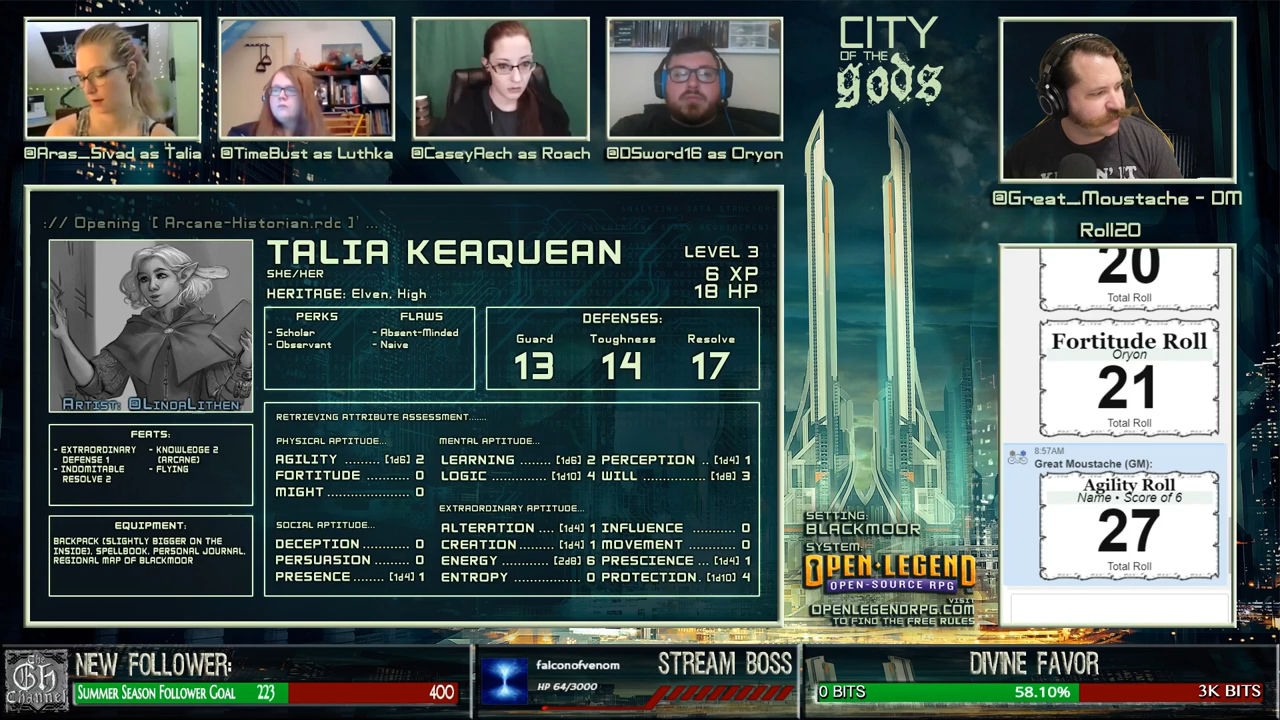 CITY
OF THE
gods
@Aras_Sivad as Talia
@TimeBust as Luthka
@CaseyAech as Roach
@DSword16 as Oryon
@Great_Moustache - DM
:// Opening '[ Arcane-Historian.rdc ]' ...
TALIA KEAQUEAN
LEVEL 3
SHE/HER
6 XP
HERITAGE: Elven, High
18 HP
Artist: @LindaLithen
PERKS
- Scholar
- Observant
FLAWS
- Absent-Minded
- Naive
DEFENSES:
Guard Toughness Resolve
13 14 17
FEATS:
- EXTRAORDINARY
DEFENSE 1
- INDOMITABLE
RESOLVE 2
- KNOWLEDGE 2
(ARCANE)
- FLYING
EQUIPMENT:
BACKPACK (SLIGHTLY BIGGER ON THE
INSIDE), SPELLBOOK, PERSONAL JOURNAL,
REGIONAL MAP OF BLACKMOOR
RETRIEVING ATTRIBUTE ASSESSMENT.......
PHYSICAL APTITUDE...
AGILITY ........ [1d6] 2
FORTITUDE ............ 0
MIGHT .................. 0
SOCIAL APTITUDE...
DECEPTION ........... 0
PERSUASION .......... 0
PRESENCE ...... [1d4] 1
MENTAL APTITUDE...
LEARNING ........ [1d6] 2 PERCEPTION .. [1d4] 1
LOGIC ............. [1d10] 4 WILL ............. [1d8] 3
EXTRAORDINARY APTITUDE...
ALTERATION .... [1d4] 1 INFLUENCE .......... 0
CREATION ........ [1d4] 1 MOVEMENT ........... 0
ENERGY .......... [2d8] 6 PRESCIENCE .... [1d4] 1
ENTROPY ............... 0 PROTECTION. [1d10] 4
SETTING:
BLACKMOOR
SYSTEM:
OPEN LEGEND
OPEN-SOURCE RPG
VISIT
OPENLEGENDRPG.COM
TO FIND THE FREE RULES
Roll20
20
Total Roll
Fortitude Roll
Oryon
21
Total Roll
8:57AM
Great Moustache (GM):
Agility Roll
Name • Score of 6
27
Total Roll
The
GM
Channel
NEW FOLLOWER:
SUMMER SEASON FOLLOWER GOAL 223 400
falconofvenom
STREAM BOSS
HP 64/3000
DIVINE FAVOR
0 BITS 58.10% 3K BITS